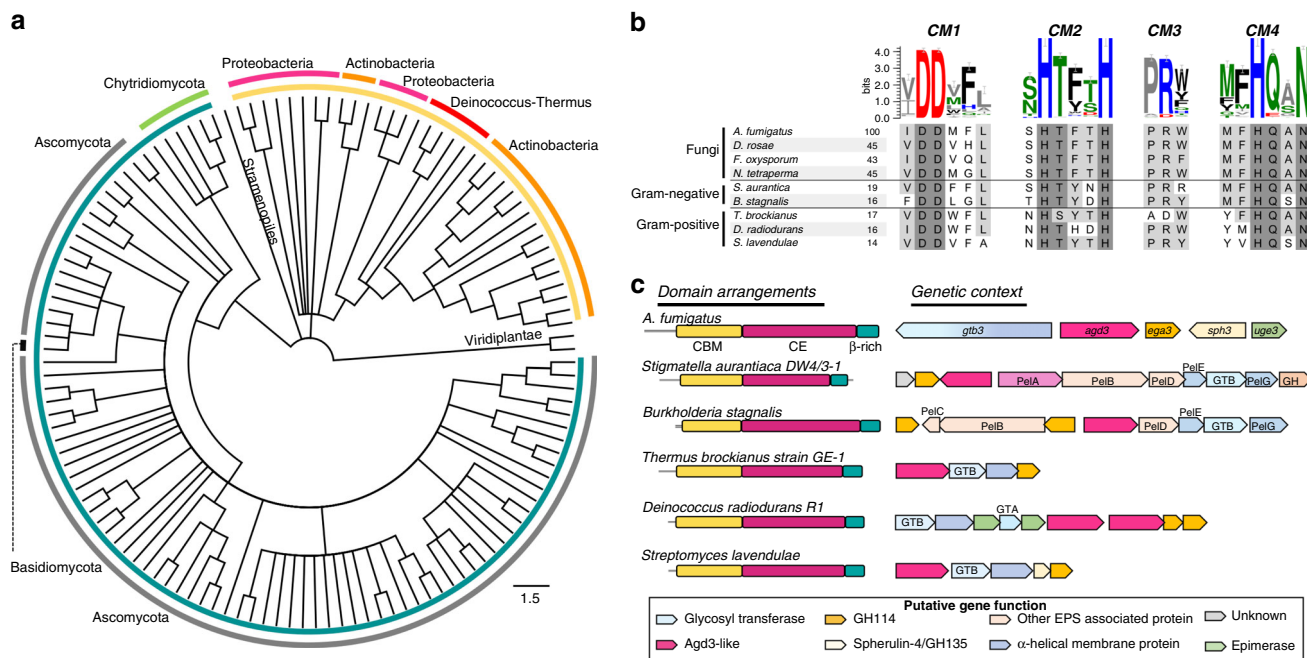 a
Proteobacteria
Actinobacteria
Proteobacteria
Deinococcus-Thermus
Actinobacteria
Chytridiomycota
Ascomycota
Stramenopiles
Viridiplantae
Basidiomycota
Ascomycota
1.5
b
CM1 CM2 CM3 CM4
bits
4.0
3.0
2.0
1.0
0.0
Fungi
A. fumigatus 100 I D D M F L S H T F T H P R W M F H Q A N
D. rosae 45 V D D V H L S H T F T H P R W M F H Q A N
F. oxysporum 43 I D D V Q L S H T F T H P R F M F H Q V N
N. tetraperma 45 V D D M G L S H T F T H P R W M F H Q A N
Gram-negative
S. aurantica 19 V D D F F L S H T Y N H P R R M F H Q A N
B. stagnalis 16 F D D L G L T H T Y D H P R Y M F H Q S N
Gram-positive
T. brockianus 17 V D D W F L N H S Y T H A D W Y F H Q A N
D. radiodurans 16 I D D W F L N H T H D H P R W Y M H Q A N
S. lavendulae 14 V D D V F A N H T Y T H P R Y Y V H Q S N
c
Domain arrangements Genetic context
A. fumigatus
CBM CE β-rich
gtb3 agd3 ega3 sph3 uge3
Stigmatella aurantiaca DW4/3-1
PelA PelB PelD PelE GTB PelG GH
Burkholderia stagnalis
PelC PelB PelD PelE GTB PelG
Thermus brockianus strain GE-1
GTB
Deinococcus radiodurans R1
GTB GTA
Streptomyces lavendulae
GTB
Putative gene function
Glycosyl transferase GH114 Other EPS associated protein Unknown
Agd3-like Spherulin-4/GH135 α-helical membrane protein Epimerase